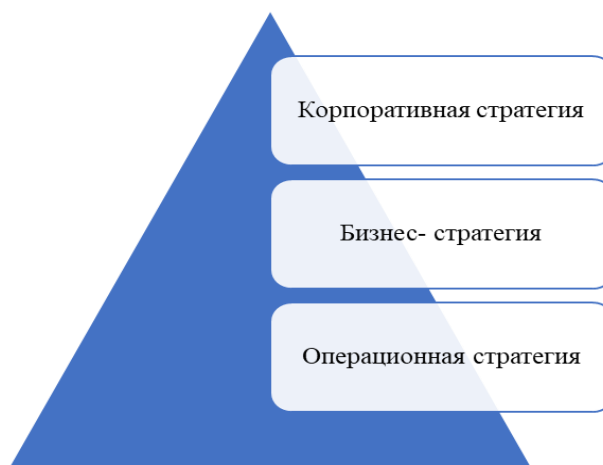 Корпоративная стратегия
Бизнес- стратегия
Операционная стратегия